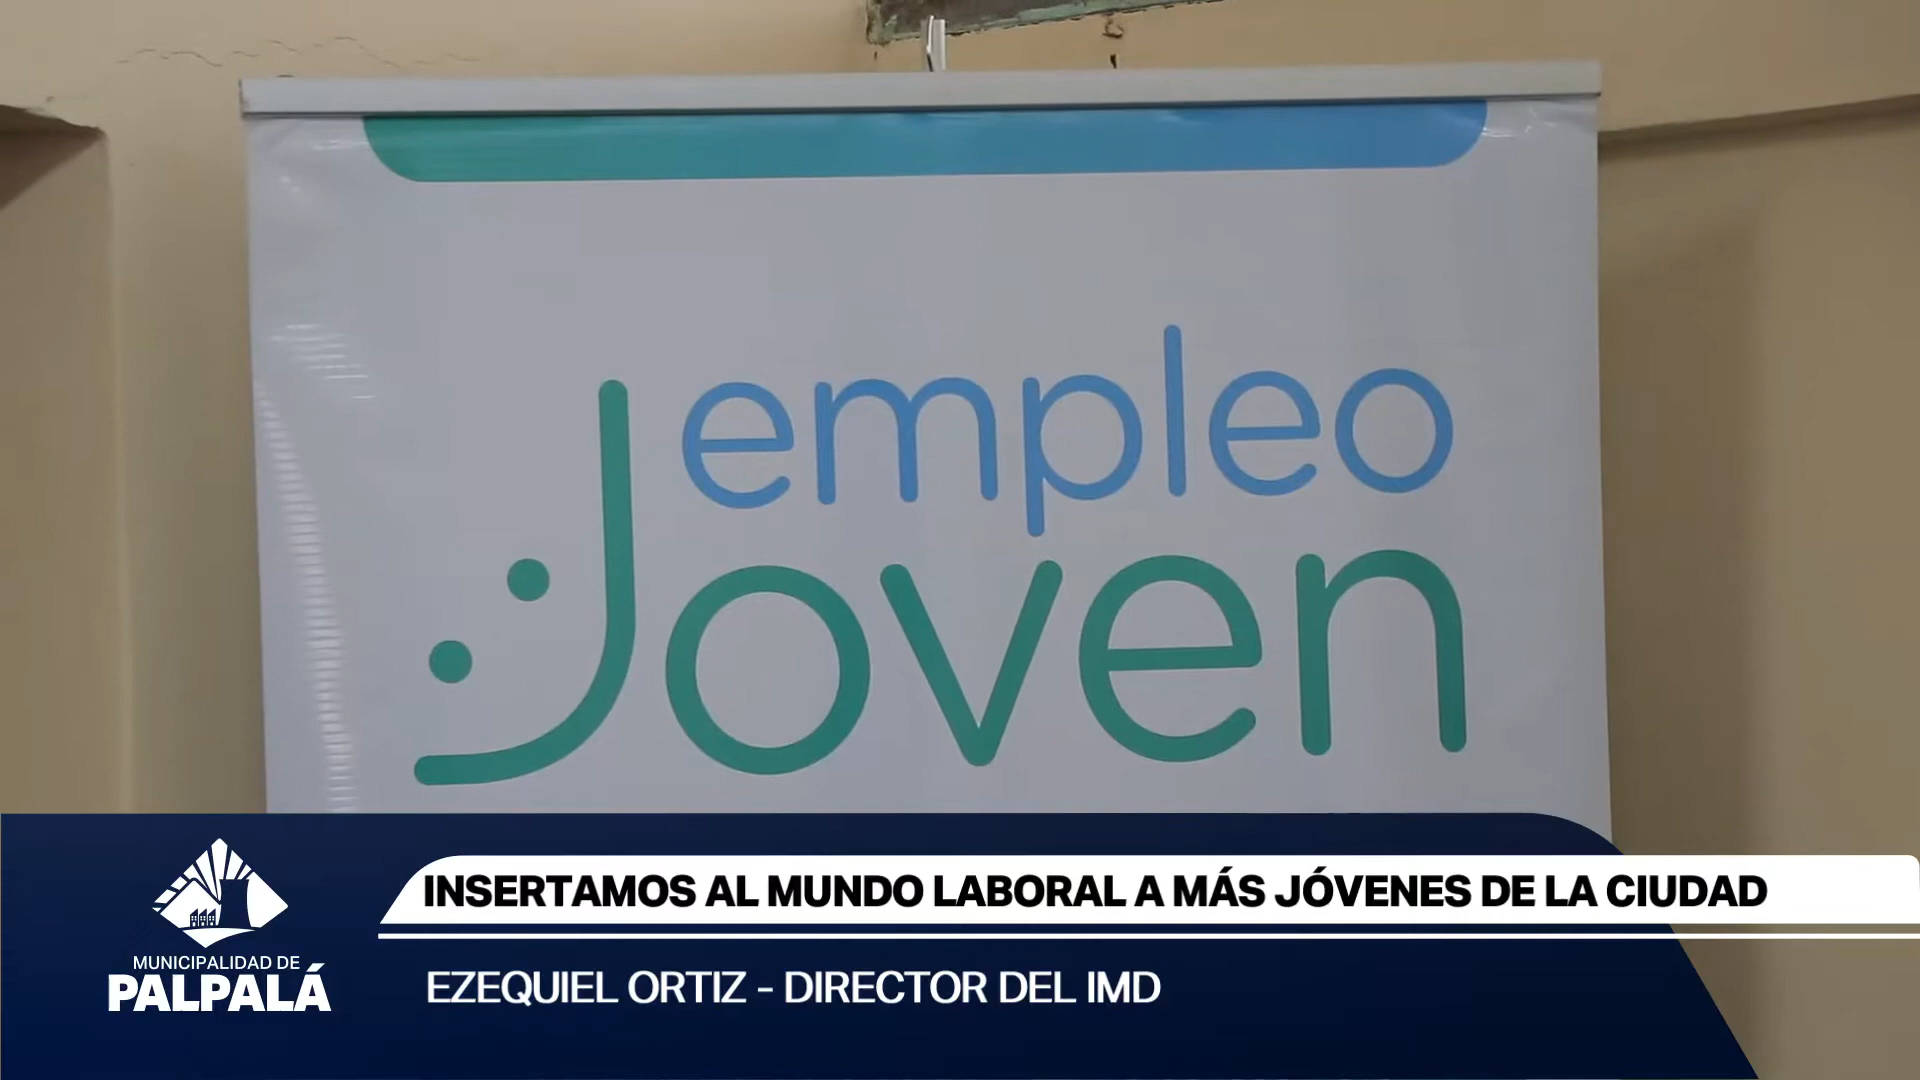 empleo
Joven
INSERTAMOS AL MUNDO LABORAL A MÁS JÓVENES DE LA CIUDAD
MUNICIPALIDAD DE
PALPALÁ
EZEQUIEL ORTIZ - DIRECTOR DEL IMD